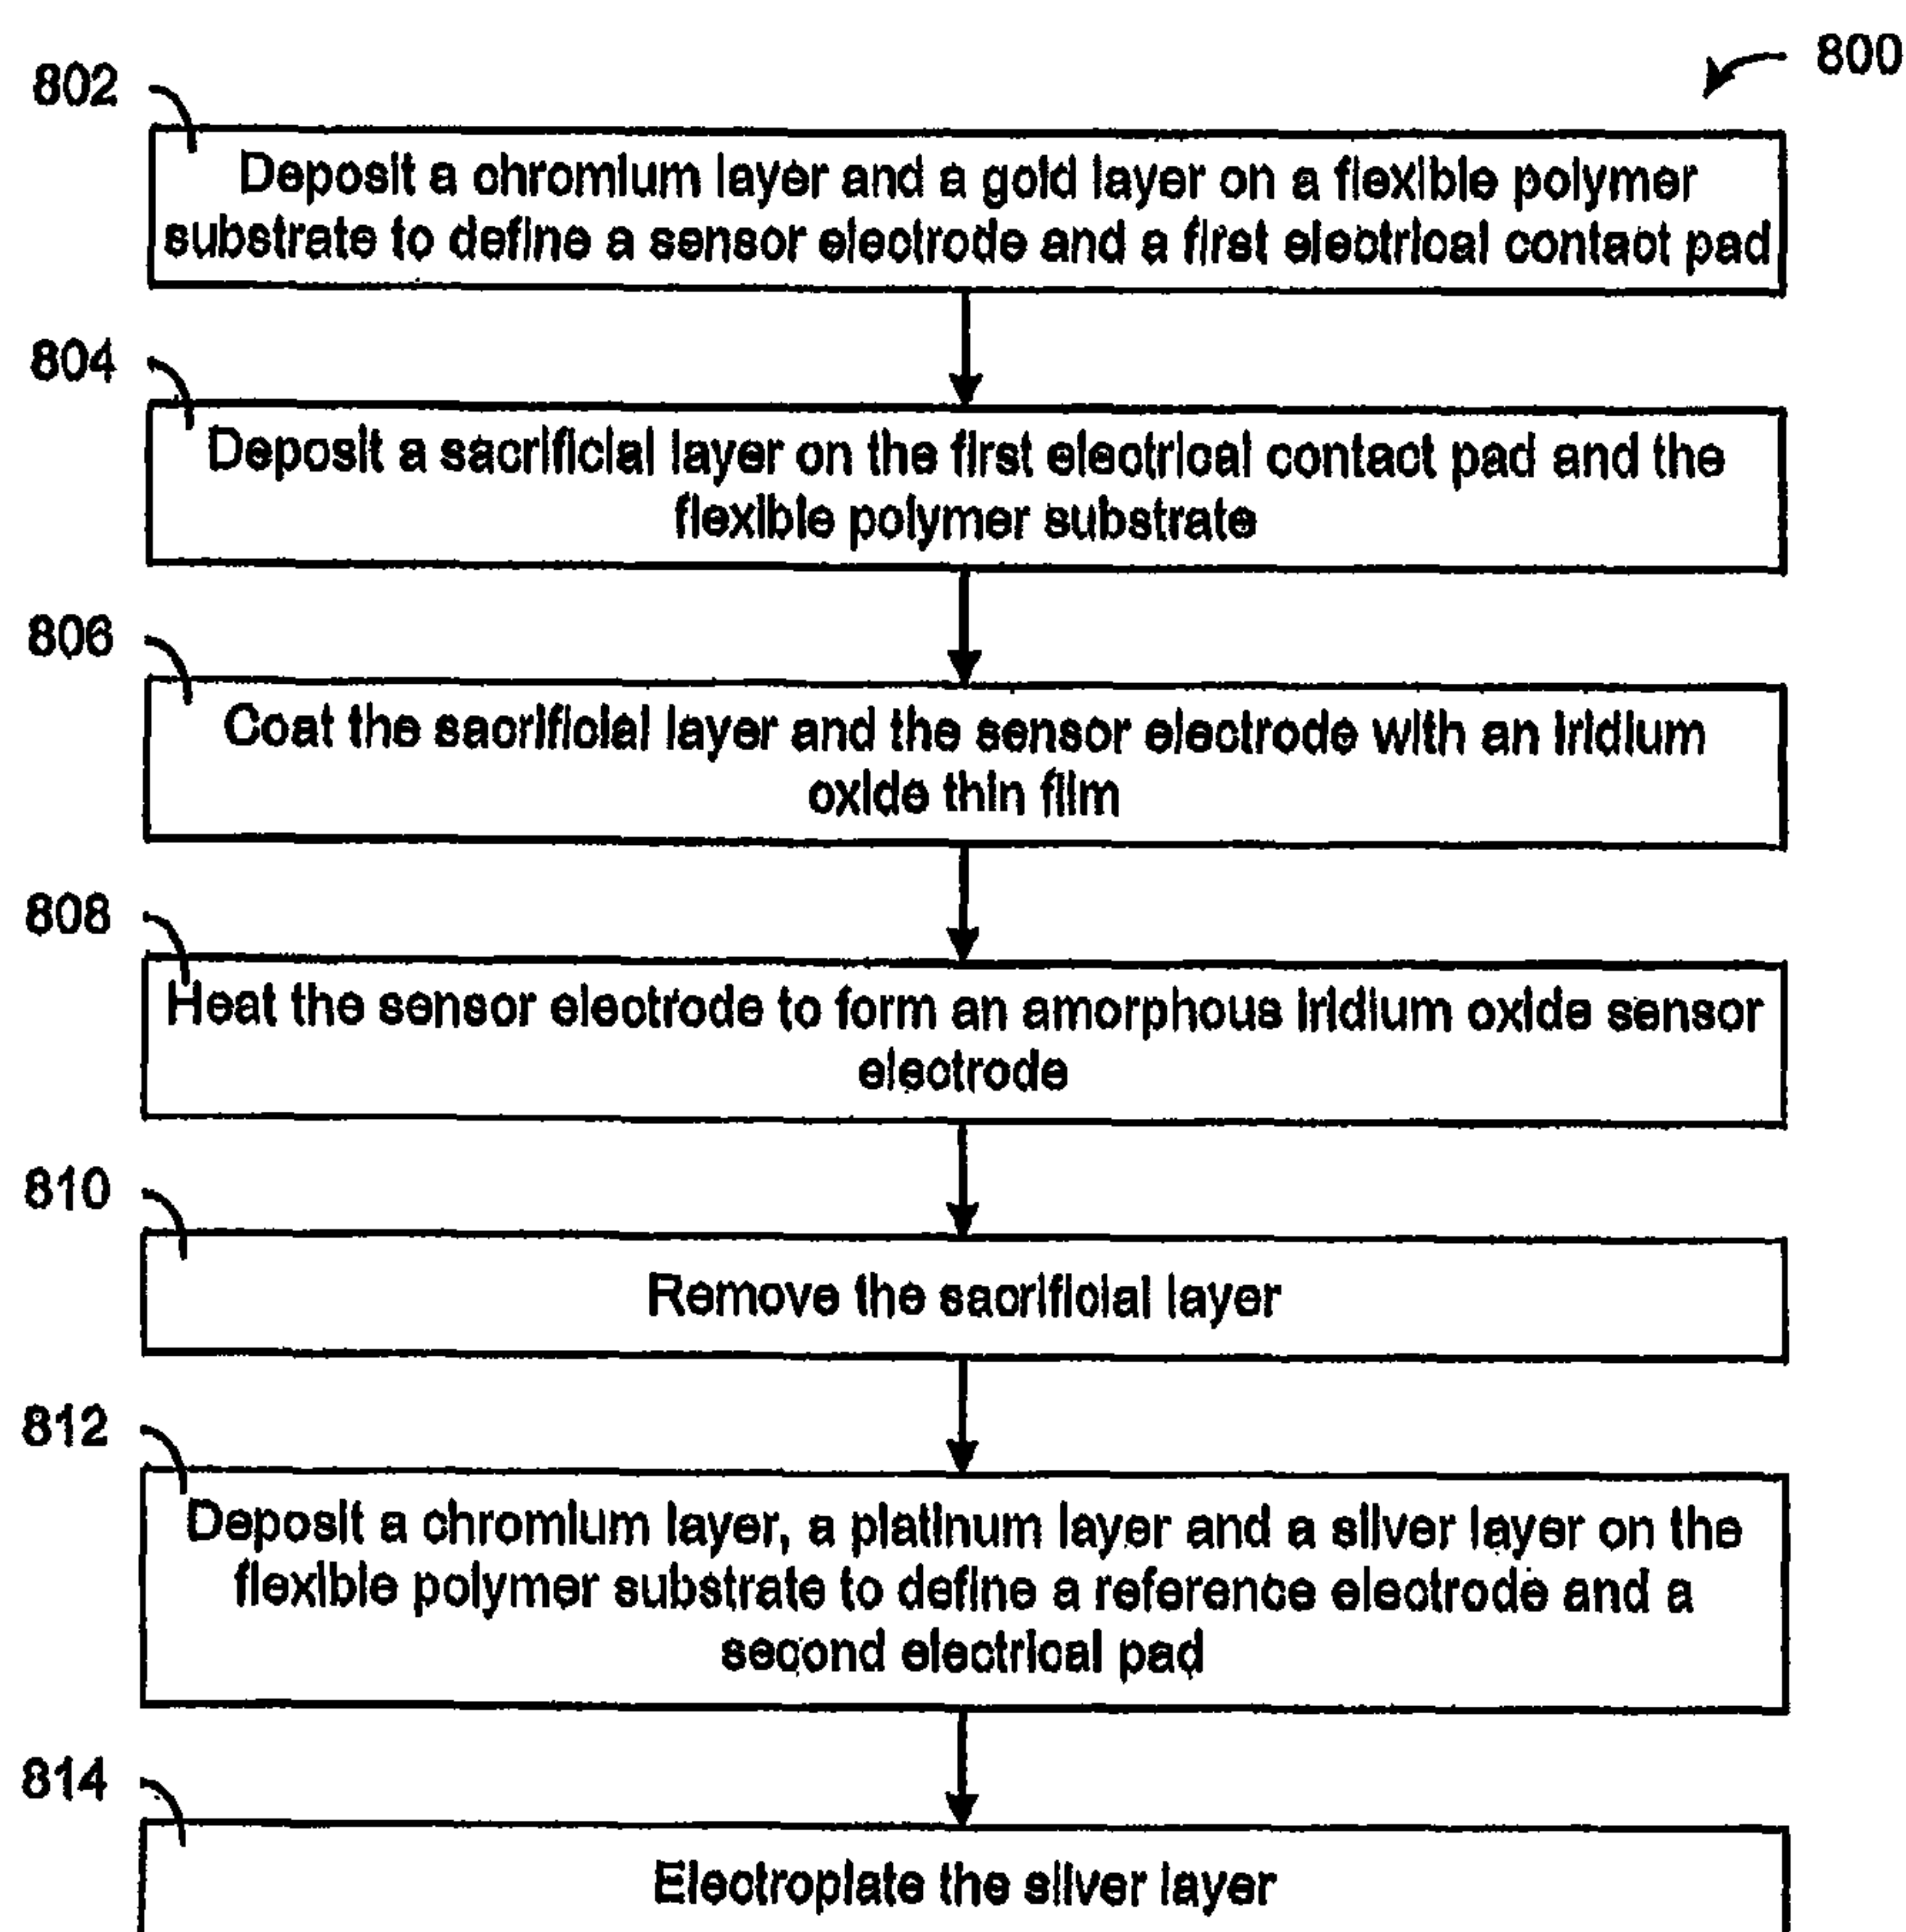 800
802
Deposit a chromium layer and a gold layer on a flexible polymer
substrate to define a sensor electrode and a first electrical contact pad
804
Deposit a sacrificial layer on the first electrical contact pad and the
flexible polymer substrate
806
Coat the sacrificial layer and the sensor electrode with an iridium
oxide thin film
808
Heat the sensor electrode to form an amorphous iridium oxide sensor
electrode
810
Remove the sacrificial layer
812
Deposit a chromium layer, a platinum layer and a silver layer on the
flexible polymer substrate to define a reference electrode and a
second electrical pad
814
Electroplate the silver layer